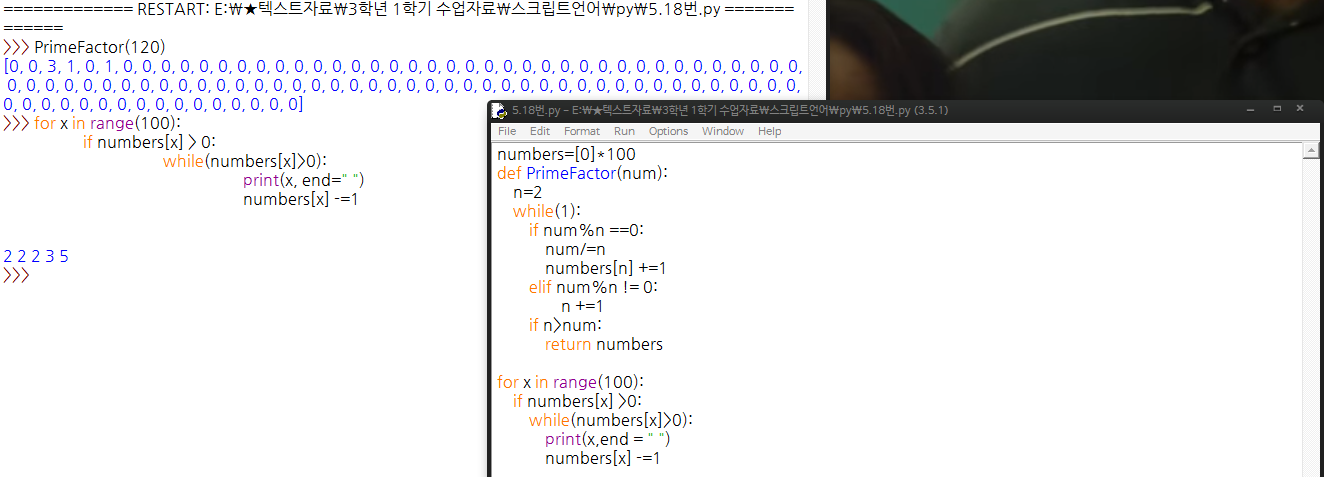 ============= RESTART: E:\★텍스트자료\3학년 1학기 수업자료\스크립트언어\py\5.18번.py =======
======
>>> PrimeFactor(120)
[0, 0, 3, 1, 0, 1, 0, 0, 0, 0, 0, 0, 0, 0, 0, 0, 0, 0, 0, 0, 0, 0, 0, 0, 0, 0, 0, 0, 0, 0, 0, 0, 0, 0, 0, 0, 0, 0, 0, 0, 0, 0,
0, 0, 0, 0, 0, 0, 0, 0, 0, 0, 0, 0, 0, 0, 0, 0, 0, 0, 0, 0, 0, 0, 0, 0, 0, 0, 0, 0, 0, 0, 0, 0, 0, 0, 0, 0, 0, 0, 0, 0, 0, 0,
0, 0, 0, 0, 0, 0, 0, 0, 0, 0, 0, 0, 0, 0, 0, 0]
>>> for x in range(100):
if numbers[x] > 0:
while(numbers[x]>0):
print(x, end=" ")
numbers[x] -=1
2 2 2 3 5
>>>
5.18번.py - E:\★텍스트자료\3학년 1학기 수업자료\스크립트언어\py\5.18번.py (3.5.1)
File Edit Format Run Options Window Help
numbers=[0]*100
def PrimeFactor(num):
n=2
while(1):
if num%n ==0:
num/=n
numbers[n] +=1
elif num%n != 0:
n +=1
if n>num:
return numbers
for x in range(100):
if numbers[x] >0:
while(numbers[x]>0):
print(x,end = " ")
numbers[x] -=1